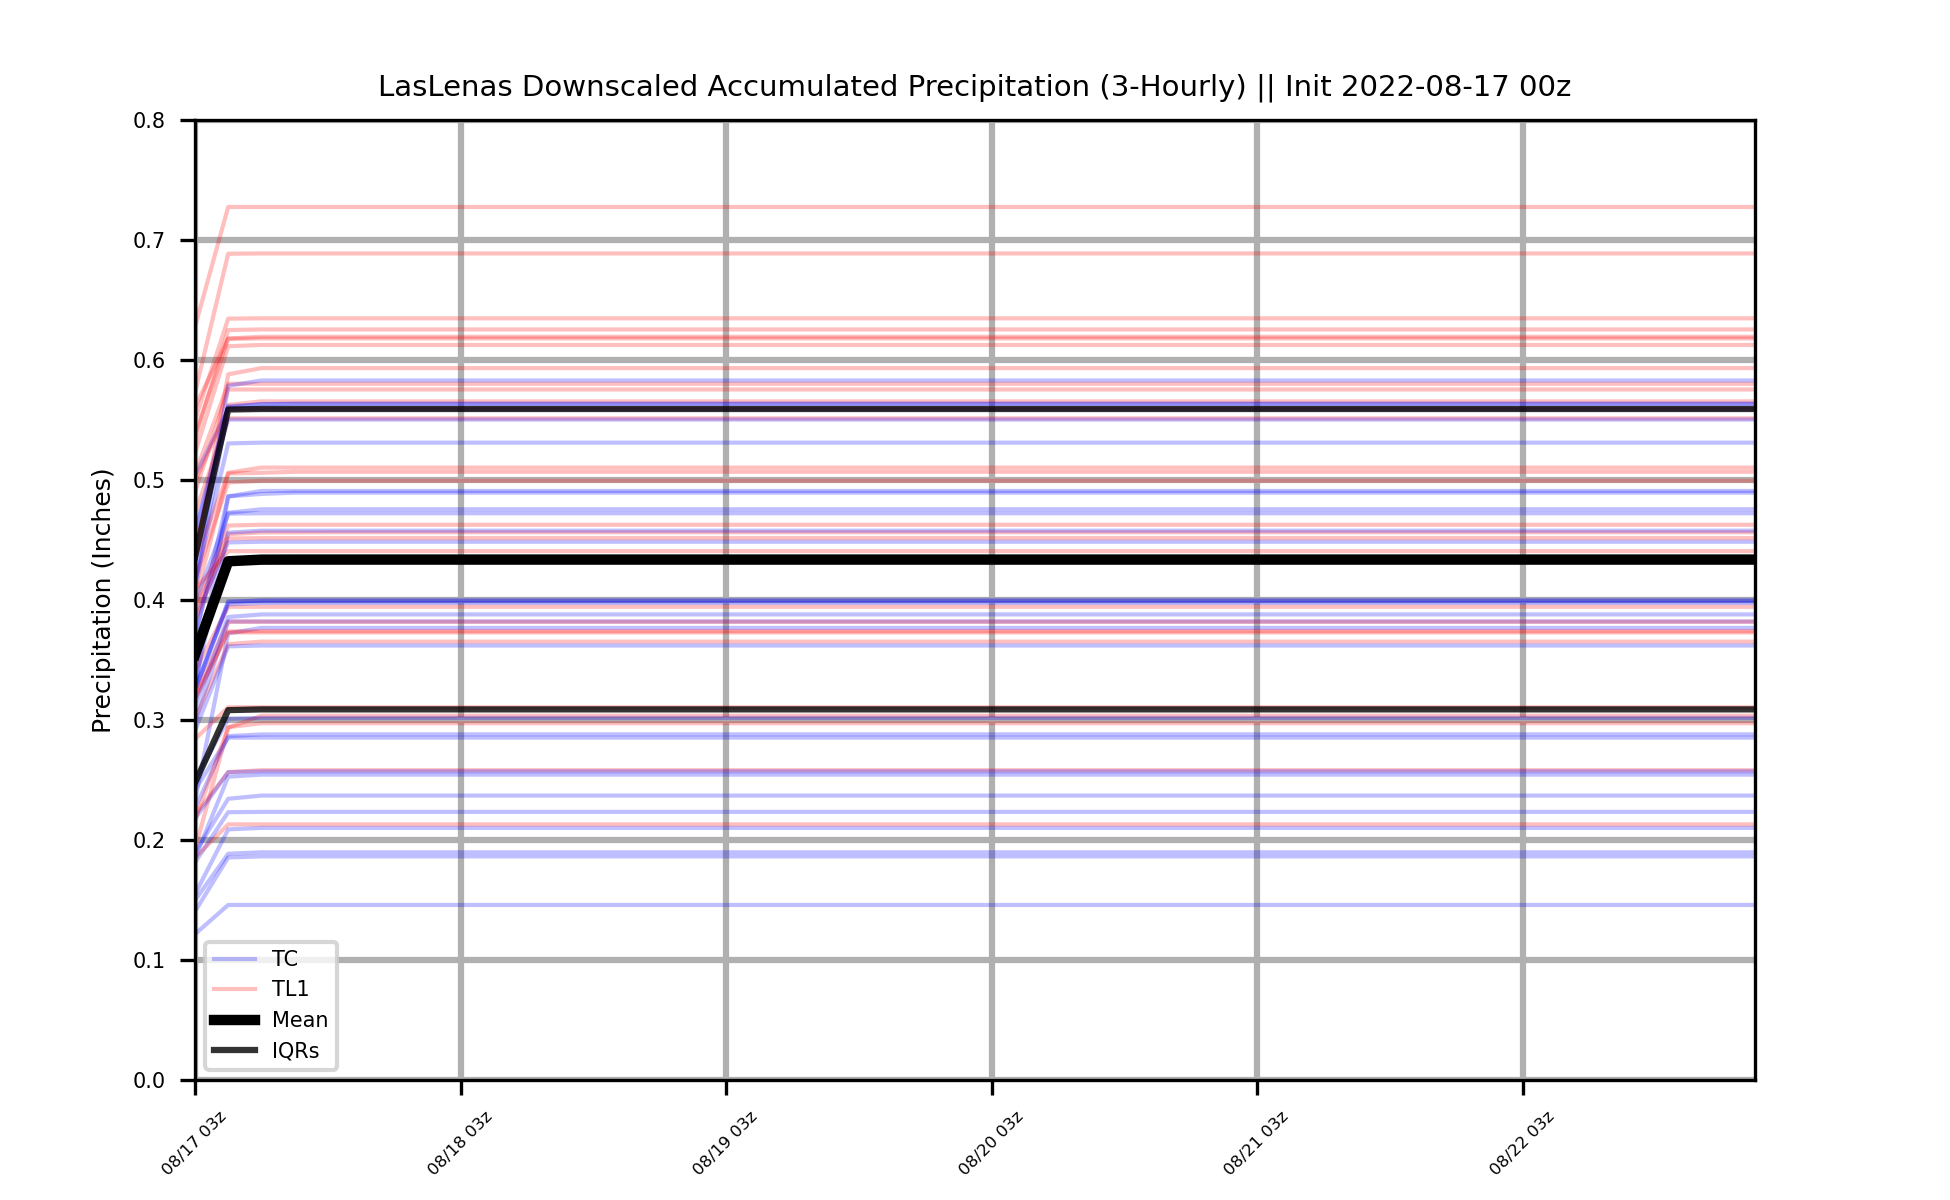 LasLenas Downscaled Accumulated Precipitation (3-Hourly) || Init 2022-08-17 00z
Precipitation (Inches)
0.8
0.7
0.6
0.5
0.4
0.3
0.2
0.1
0.0
TC
TL1
Mean
IQRs
08/17 03z
08/18 03z
08/19 03z
08/20 03z
08/21 03z
08/22 03z